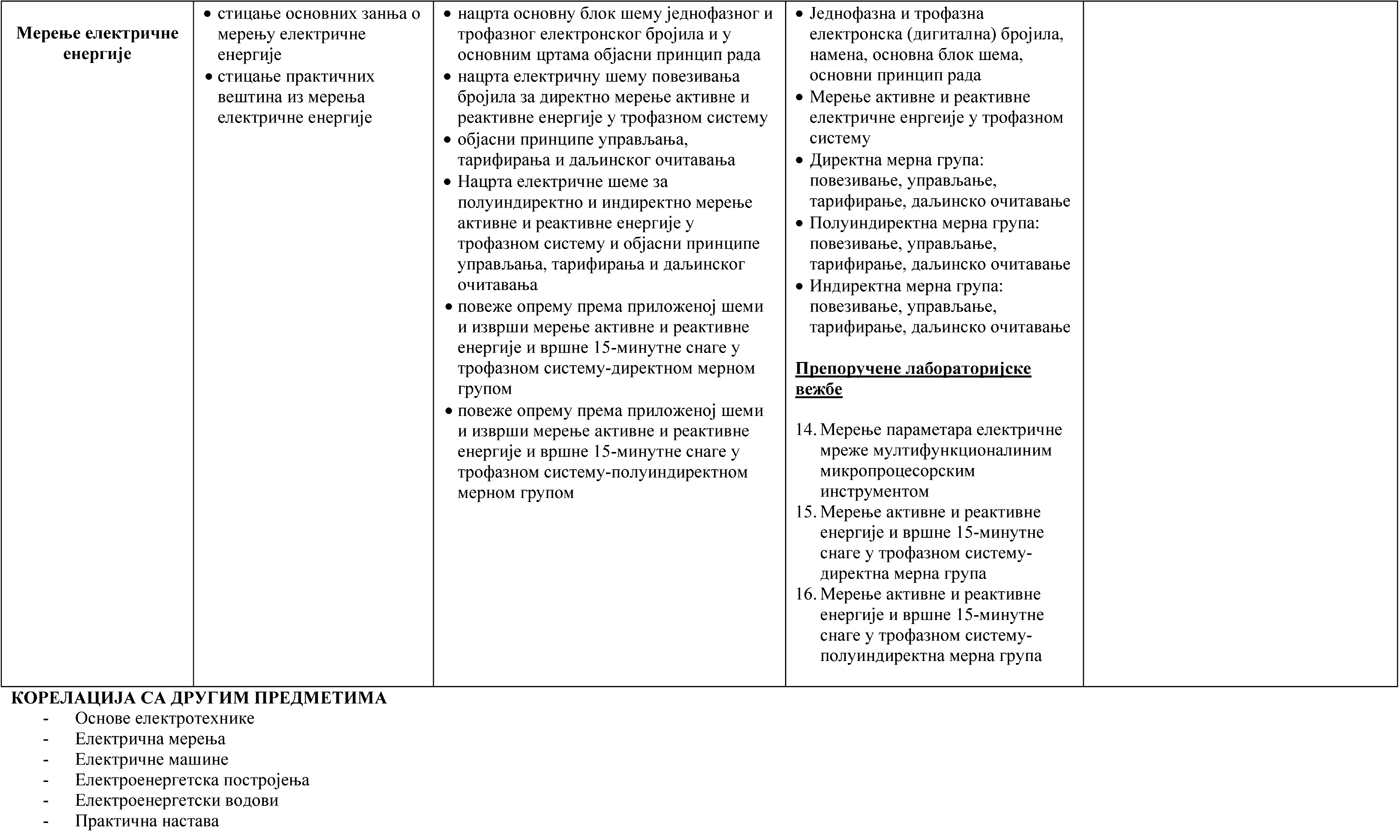 Мерење електричне
енергије
• стицање основних зања о
мерењу електричне
енергије
• стицање практичних
вештина из мерења
електричне енергије
• нацрта основну блок шему једнофазног и
трофазног електронског бројила и у
основним цртама објасни принцип рада
• нацрта електричну шему повезивања
бројила за директно мерење активне и
реактивне енергије у трофазном систему
• објасни принципе управљања,
тарифирања и даљинског очитавања
• Нацрта електричне шеме за
полуиндиректно и индиректно мерење
активне и реактивне енергије у
трофазном систему и објасни принципе
управљања, тарифирања и даљинског
очитавања
• повеже опрему према приложеној шеми
и изврши мерење активне и реактивне
енергије и вршне 15-минутне снаге у
трофазном систему-директном мерном
групом
• повеже опрему према приложеној шеми
и изврши мерење активне и реактивне
енергије и вршне 15-минутне снаге у
трофазном систему-полуиндиректном
мерном групом
• Једнофазна и трофазна
електронска (дигитална) бројила,
намена, основна блок шема,
основни принцип рада
• Мерење активне и реактивне
електричне енргеије у трофазном
систему
• Директна мерна група:
повезивање, управљање,
тарифирање, даљинско очитавање
• Полуиндиректна мерна група:
повезивање, управљање,
тарифирање, даљинско очитавање
• Индиректна мерна група:
повезивање, управљање,
тарифирање, даљинско очитавање
Препоручене лабораторијске
вежбе
14. Мерење параметара електричне
мреже мултифункционалиним
микропроцесорским
инструментом
15. Мерење активне и реактивне
енергије и вршне 15-минутне
снаге у трофазном систему-
директна мерна група
16. Мерење активне и реактивне
енергије и вршне 15-минутне
снаге у трофазном систему-
полуиндиректна мерна група
КОРЕЛАЦИЈА СА ДРУГИМ ПРЕДМЕТИМА
- Основе електротехнике
- Електрична мерења
- Електричне машине
- Електроенергетска постројења
- Електроенергетски водови
- Практична настава